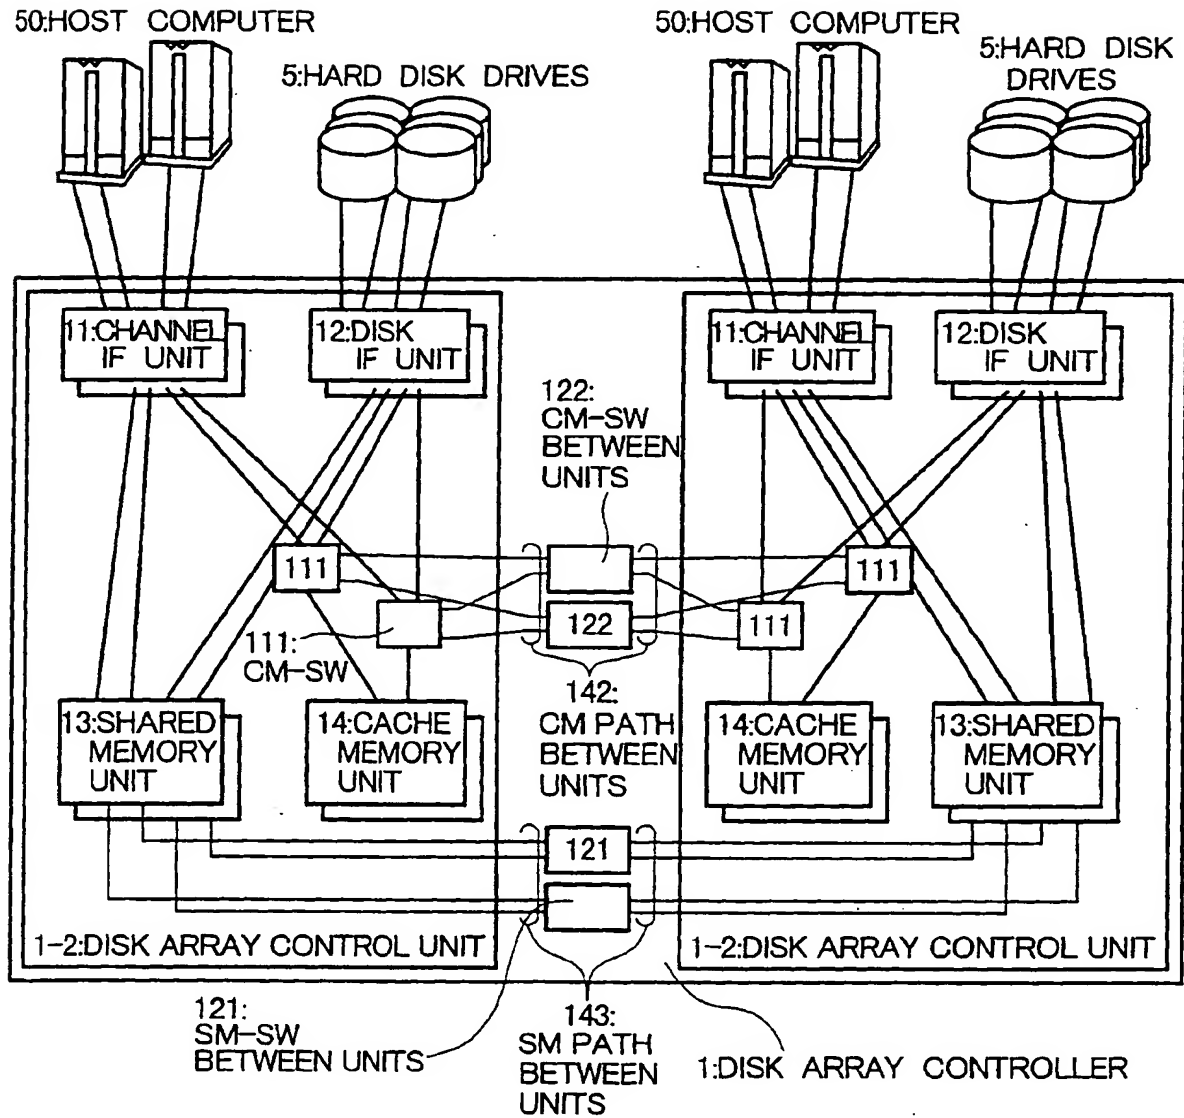 50:HOST COMPUTER
5:HARD DISK DRIVES
50:HOST COMPUTER
5:HARD DISK
DRIVES
11:CHANNEL
IF UNIT
12:DISK
IF UNIT
11:CHANNEL
IF UNIT
12:DISK
IF UNIT
122:
CM-SW
BETWEEN
UNITS
111
111
122
111
111:
CM-SW
142:
CM PATH
BETWEEN
UNITS
13:SHARED
MEMORY
UNIT
14:CACHE
MEMORY
UNIT
14:CACHE
MEMORY
UNIT
13:SHARED
MEMORY
UNIT
121
1-2:DISK ARRAY CONTROL UNIT
1-2:DISK ARRAY CONTROL UNIT
121:
SM-SW
BETWEEN UNITS
143:
SM PATH
BETWEEN
UNITS
1:DISK ARRAY CONTROLLER